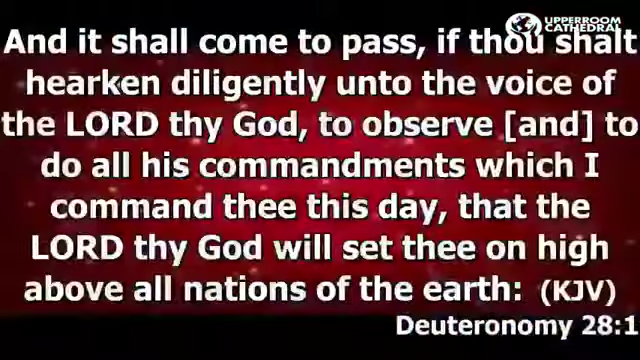 UPPERROOM
CATHEDRAL
And it shall come to pass, if thou shalt
hearken diligently unto the voice of
the LORD thy God, to observe [and] to
do all his commandments which I
command thee this day, that the
LORD thy God will set thee on high
above all nations of the earth: (KJV)
Deuteronomy 28:1